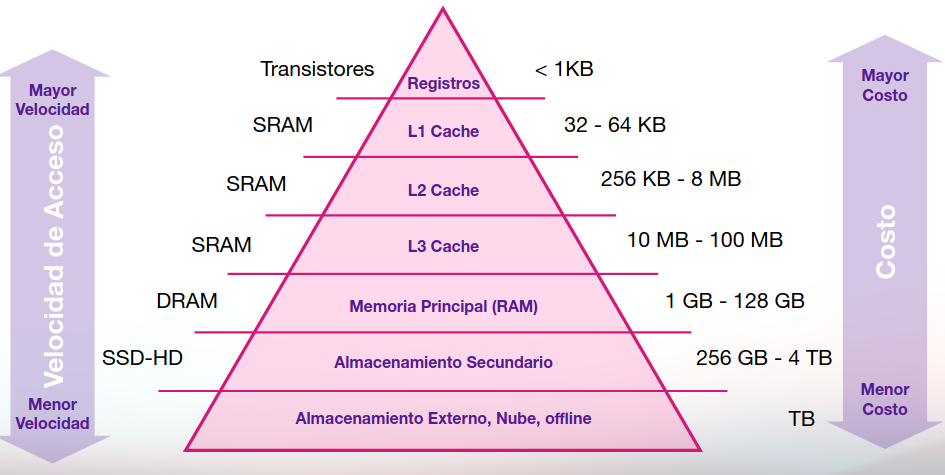 Transistores
Registros
< 1KB
Mayor
Velocidad
Mayor
Costo
SRAM
L1 Cache
32 - 64 KB
SRAM
L2 Cache
256 KB - 8 MB
Velocidad de Acceso
Costo
SRAM
L3 Cache
10 MB - 100 MB
DRAM
Memoria Principal (RAM)
1 GB - 128 GB
SSD-HD
Almacenamiento Secundario
256 GB - 4 TB
Menor
Velocidad
Almacenamiento Externo, Nube, offline
TB
Menor
Costo